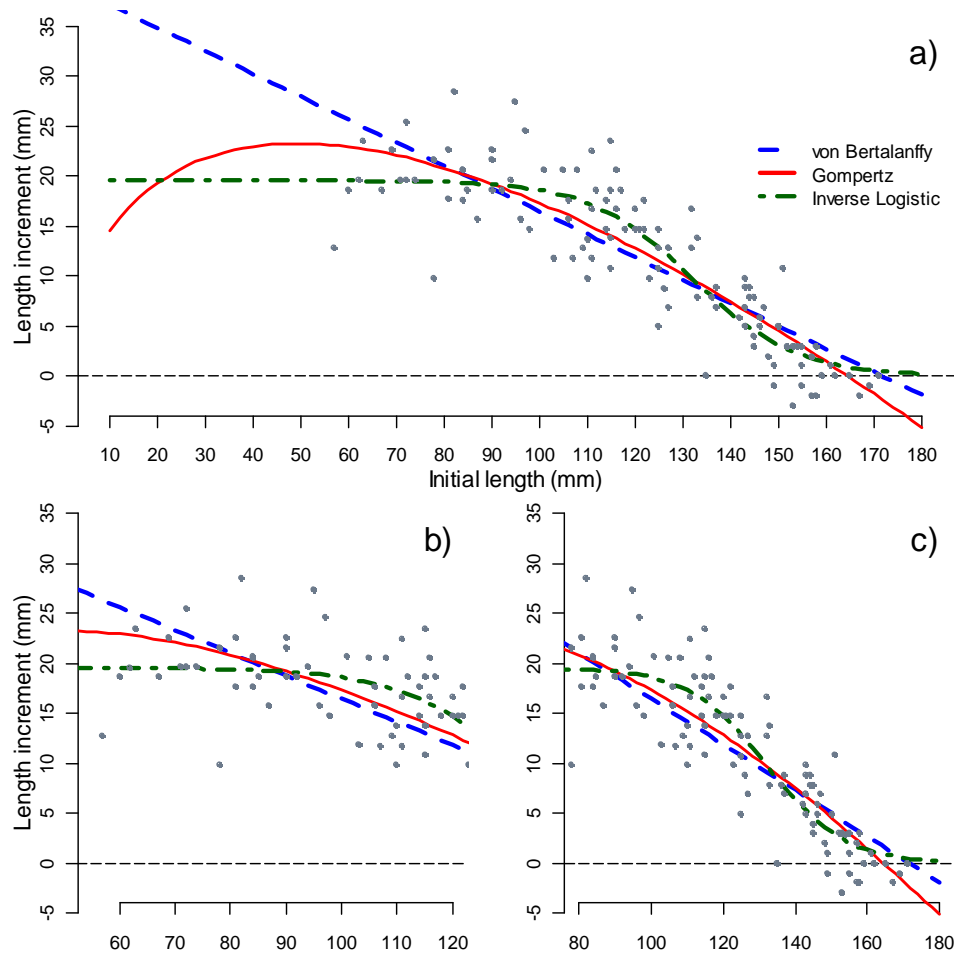 a)
35
30
25
20
15
10
5
0
-5
Length increment (mm)
von Bertalanffy
Gompertz
Inverse Logistic
10 20 30 40 50 60 70 80 90 100 110 120 130 140 150 160 170 180
Initial length (mm)
b)
35
30
25
20
15
10
5
0
-5
Length increment (mm)
60 70 80 90 100 110 120
c)
35
30
25
20
15
10
5
0
-5
80 100 120 140 160 180